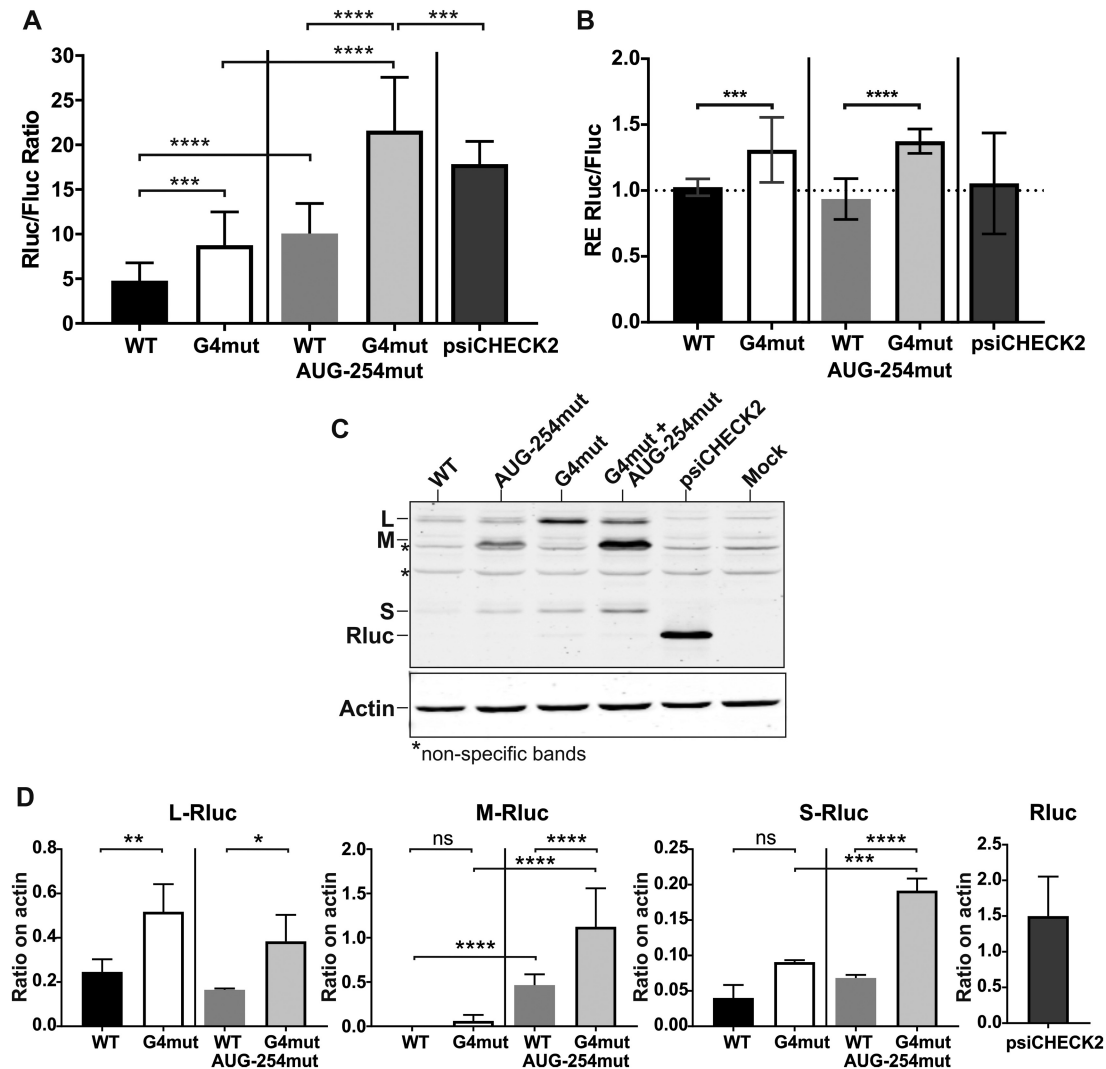 A
****
***
****
****
***
Rluc/Fluc Ratio
30
25
20
15
10
5
0
WT
G4mut
WT
G4mut
psiCHECK2
AUG-254mut
B
***
****
RE Rluc/Fluc
2.0
1.5
1.0
0.5
0.0
WT
G4mut
WT
G4mut
psiCHECK2
AUG-254mut
C
WT
AUG-254mut
G4mut
G4mut +
AUG-254mut
psiCHECK2
Mock
L
M
*
*
S
Rluc
Actin
*non-specific bands
D
L-Rluc
**
*
Ratio on actin
0.8
0.6
0.4
0.2
0.0
WT
G4mut
WT
G4mut
AUG-254mut
M-Rluc
ns
****
****
****
Ratio on actin
2.0
1.5
1.0
0.5
0.0
WT
G4mut
WT
G4mut
AUG-254mut
S-Rluc
ns
****
***
Ratio on actin
0.25
0.20
0.15
0.10
0.05
0.00
WT
G4mut
WT
G4mut
AUG-254mut
Rluc
Ratio on actin
2.5
2.0
1.5
1.0
0.5
0.0
psiCHECK2